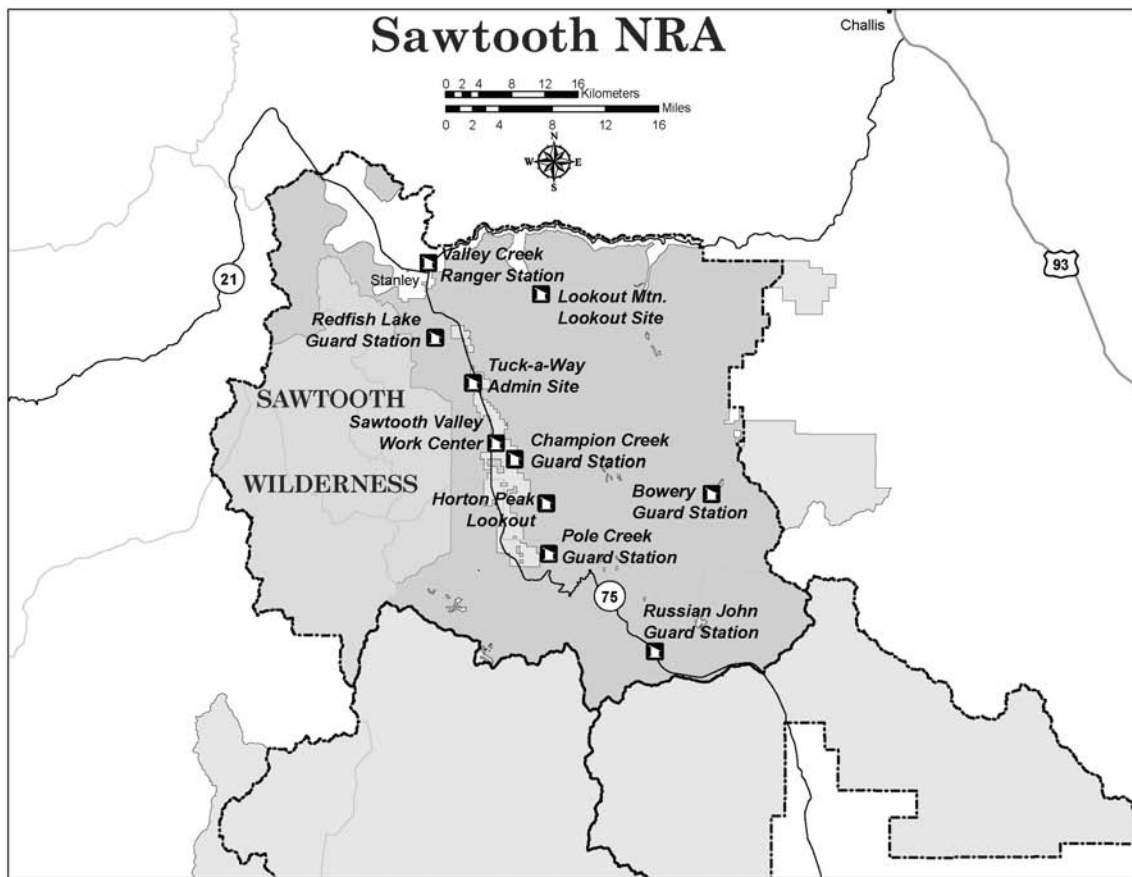 Sawtooth NRA
Challis
0 2 4 8 12 16
Kilometers
Miles
0 2 4 8 12 16
N
W E
S
21
93
Valley Creek
Ranger Station
Stanley
Lookout Mtn.
Lookout Site
Redfish Lake
Guard Station
Tuck-a-Way
Admin Site
SAWTOOTH
Sawtooth Valley
Work Center
Champion Creek
Guard Station
WILDERNESS
Horton Peak
Lookout
Bowery
Guard Station
Pole Creek
Guard Station
75
Russian John
Guard Station